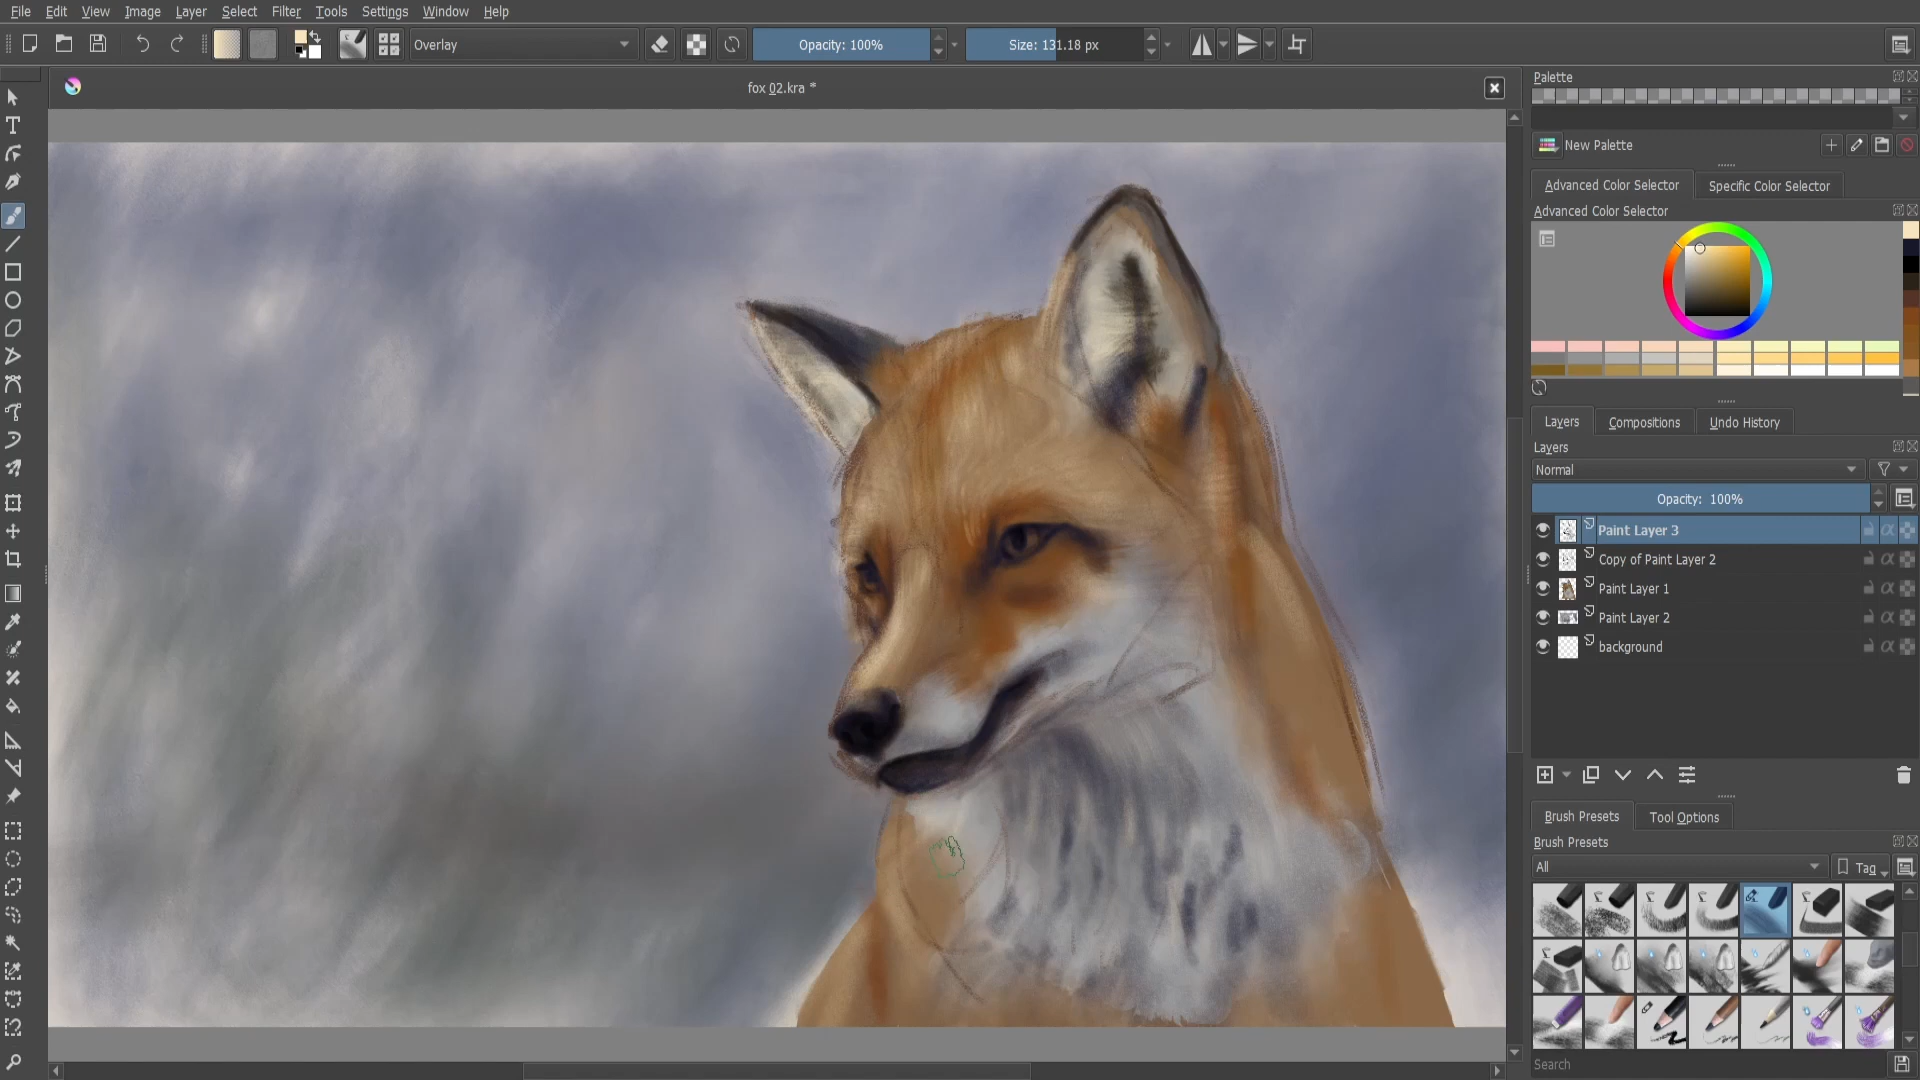 File Edit View Image Layer Select Filter Tools Settings Window Help
Overlay Opacity: 100% Size: 131.18 px
fox 02.kra *
Palette
New Palette
Advanced Color Selector Specific Color Selector
Advanced Color Selector
Layers Compositions Undo History
Layers
Normal
Opacity: 100%
Paint Layer 3
Copy of Paint Layer 2
Paint Layer 1
Paint Layer 2
background
Brush Presets Tool Options
Brush Presets
All Tag
Search